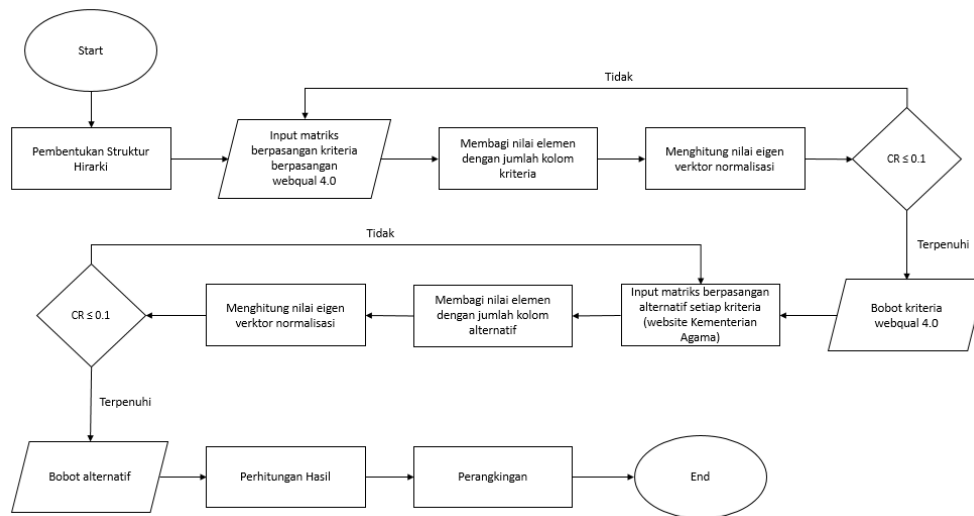 Start
Tidak
Pembentukan Struktur
Hirarki
Input matriks
berpasangan kriteria
berpasangan
webqual 4.0
Membagi nilai elemen
dengan jumlah kolom
kriteria
Menghitung nilai eigen
verktor normalisasi
CR ≤ 0.1
Terpenuhi
Tidak
CR ≤ 0.1
Menghitung nilai eigen
verktor normalisasi
Membagi nilai elemen
dengan jumlah kolom
alternatif
Input matriks berpasangan
alternatif setiap kriteria
(website Kementerian
Agama)
Bobot kriteria
webqual 4.0
Terpenuhi
Bobot alternatif
Perhitungan Hasil
Perangkingan
End